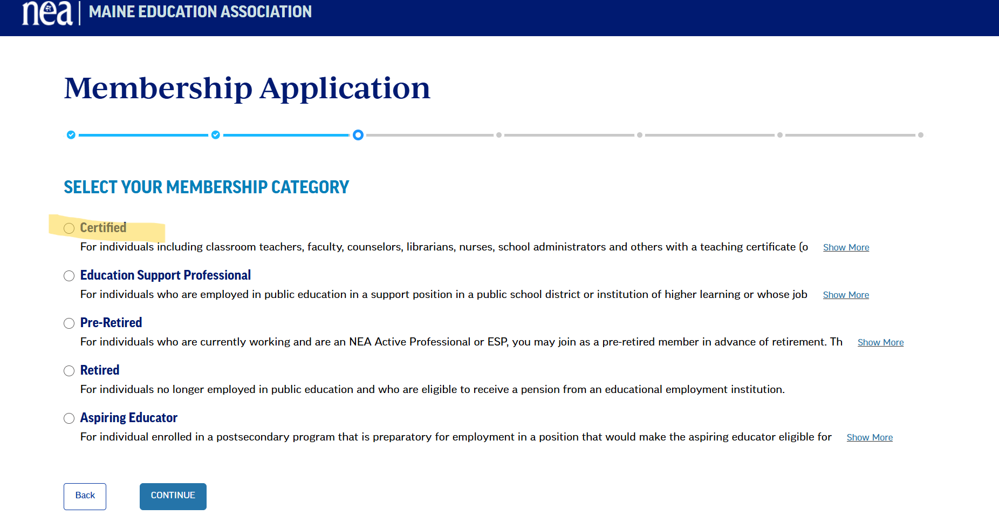 nea | MAINE EDUCATION ASSOCIATION
Membership Application
SELECT YOUR MEMBERSHIP CATEGORY
Certified
For individuals including classroom teachers, faculty, counselors, librarians, nurses, school administrators and others with a teaching certificate (o Show More
Education Support Professional
For individuals who are employed in public education in a support position in a public school district or institution of higher learning or whose job Show More
Pre-Retired
For individuals who are currently working and are an NEA Active Professional or ESP, you may join as a pre-retired member in advance of retirement. Th Show More
Retired
For individuals no longer employed in public education and who are eligible to receive a pension from an educational employment institution.
Aspiring Educator
For individual enrolled in a postsecondary program that is preparatory for employment in a position that would make the aspiring educator eligible for Show More
Back CONTINUE